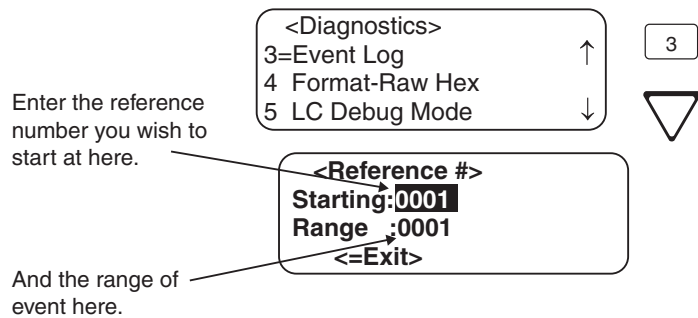 <Diagnostics>
3=Event Log ↑
4 Format-Raw Hex
5 LC Debug Mode ↓
3
Enter the reference
number you wish to
start at here.
<Reference #>
Starting:0001
Range :0001
<=Exit>
And the range of
event here.